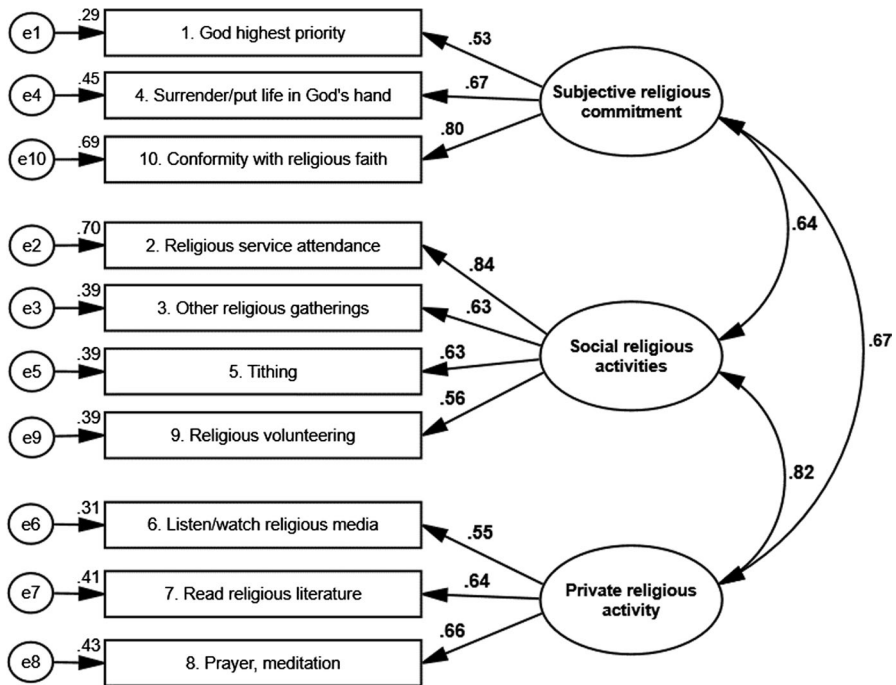 .29
e1
1. God highest priority
.53
.45
e4
4. Surrender/put life in God's hand
.67
Subjective religious
commitment
.69
e10
10. Conformity with religious faith
.80
.70
e2
2. Religious service attendance
.84
.64
.39
e3
3. Other religious gatherings
.63
.39
e5
5. Tithing
.63
Social religious
activities
.67
.39
e9
9. Religious volunteering
.56
.82
.31
e6
6. Listen/watch religious media
.55
.41
e7
7. Read religious literature
.64
Private religious
activity
.43
e8
8. Prayer, meditation
.66